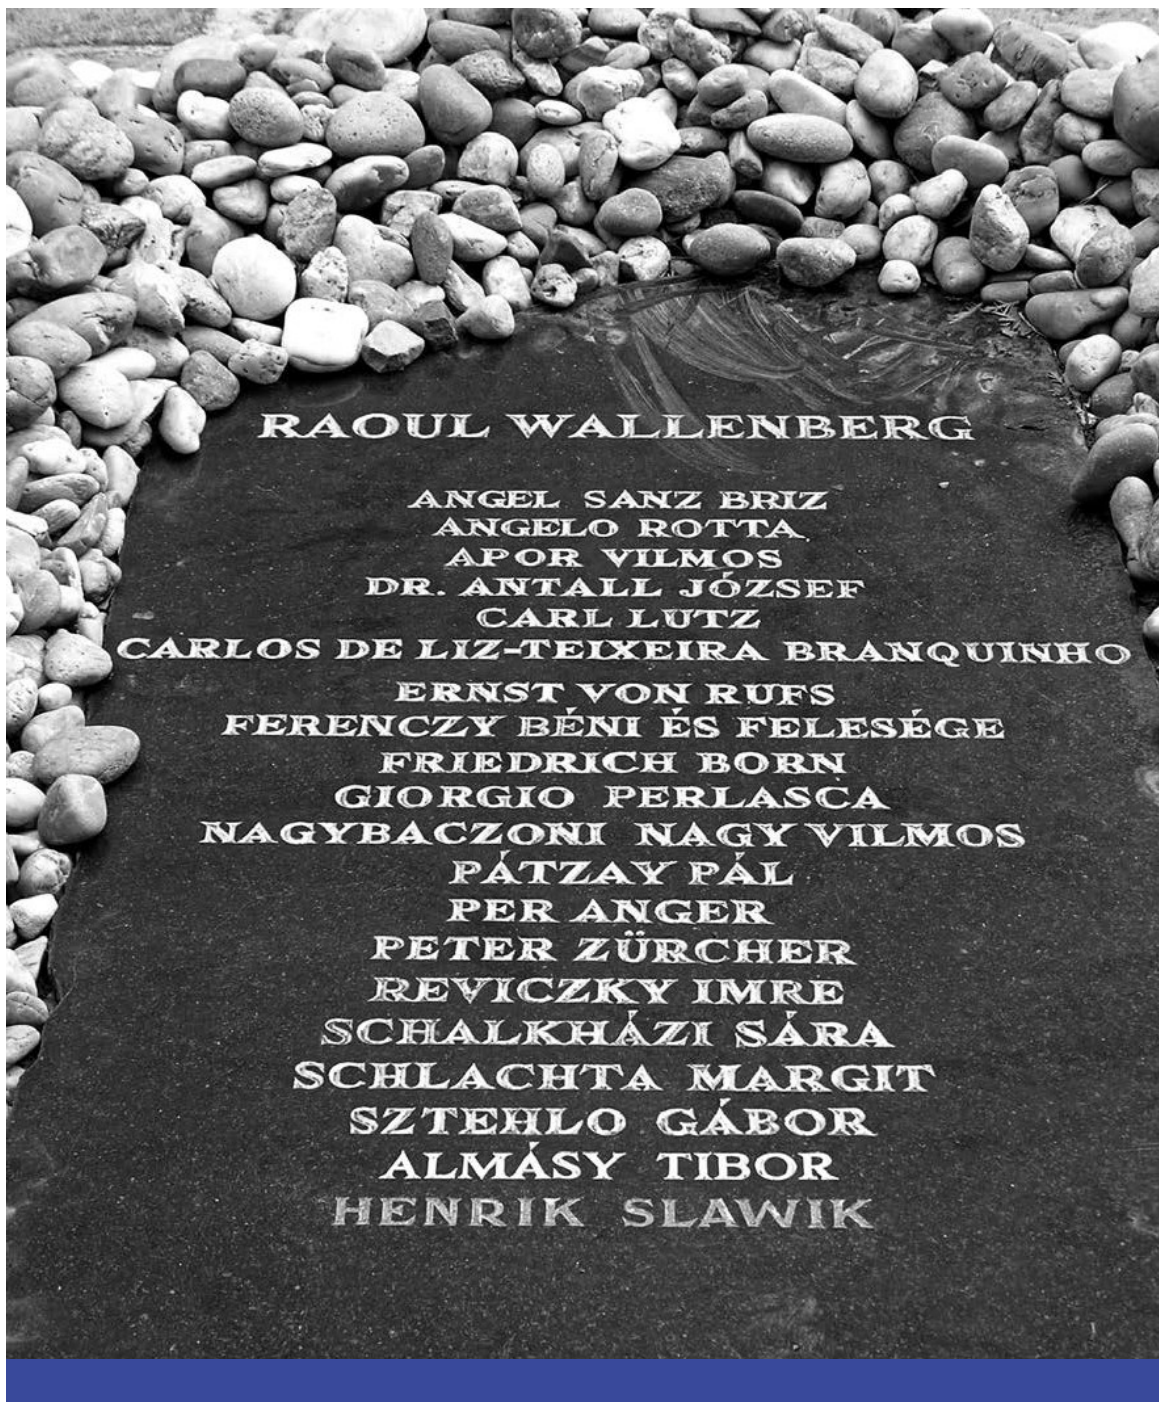 RAOUL WALLENBERG
ANGEL SANZ BRIZ
ANGELO ROTTA
APOR VILMOS
DR. ANTALL JÓZSEF
CARL LUTZ
CARLOS DE LIZ-TEIXEIRA BRANQUINHO
ERNST VON RUFS
FERENCZY BÉNI ÉS FELESÉGE
FRIEDRICH BORN
GIORGIO PERLASCA
NAGYBACZONI NAGY VILMOS
PÁTZAY PÁL
PER ANGER
PETER ZÜRCHER
REVICZKY IMRE
SCHALKHÁZI SÁRA
SCHLACHTA MARGIT
SZTEHLO GÁBOR
ALMÁSY TIBOR
HENRIK SLAWIK